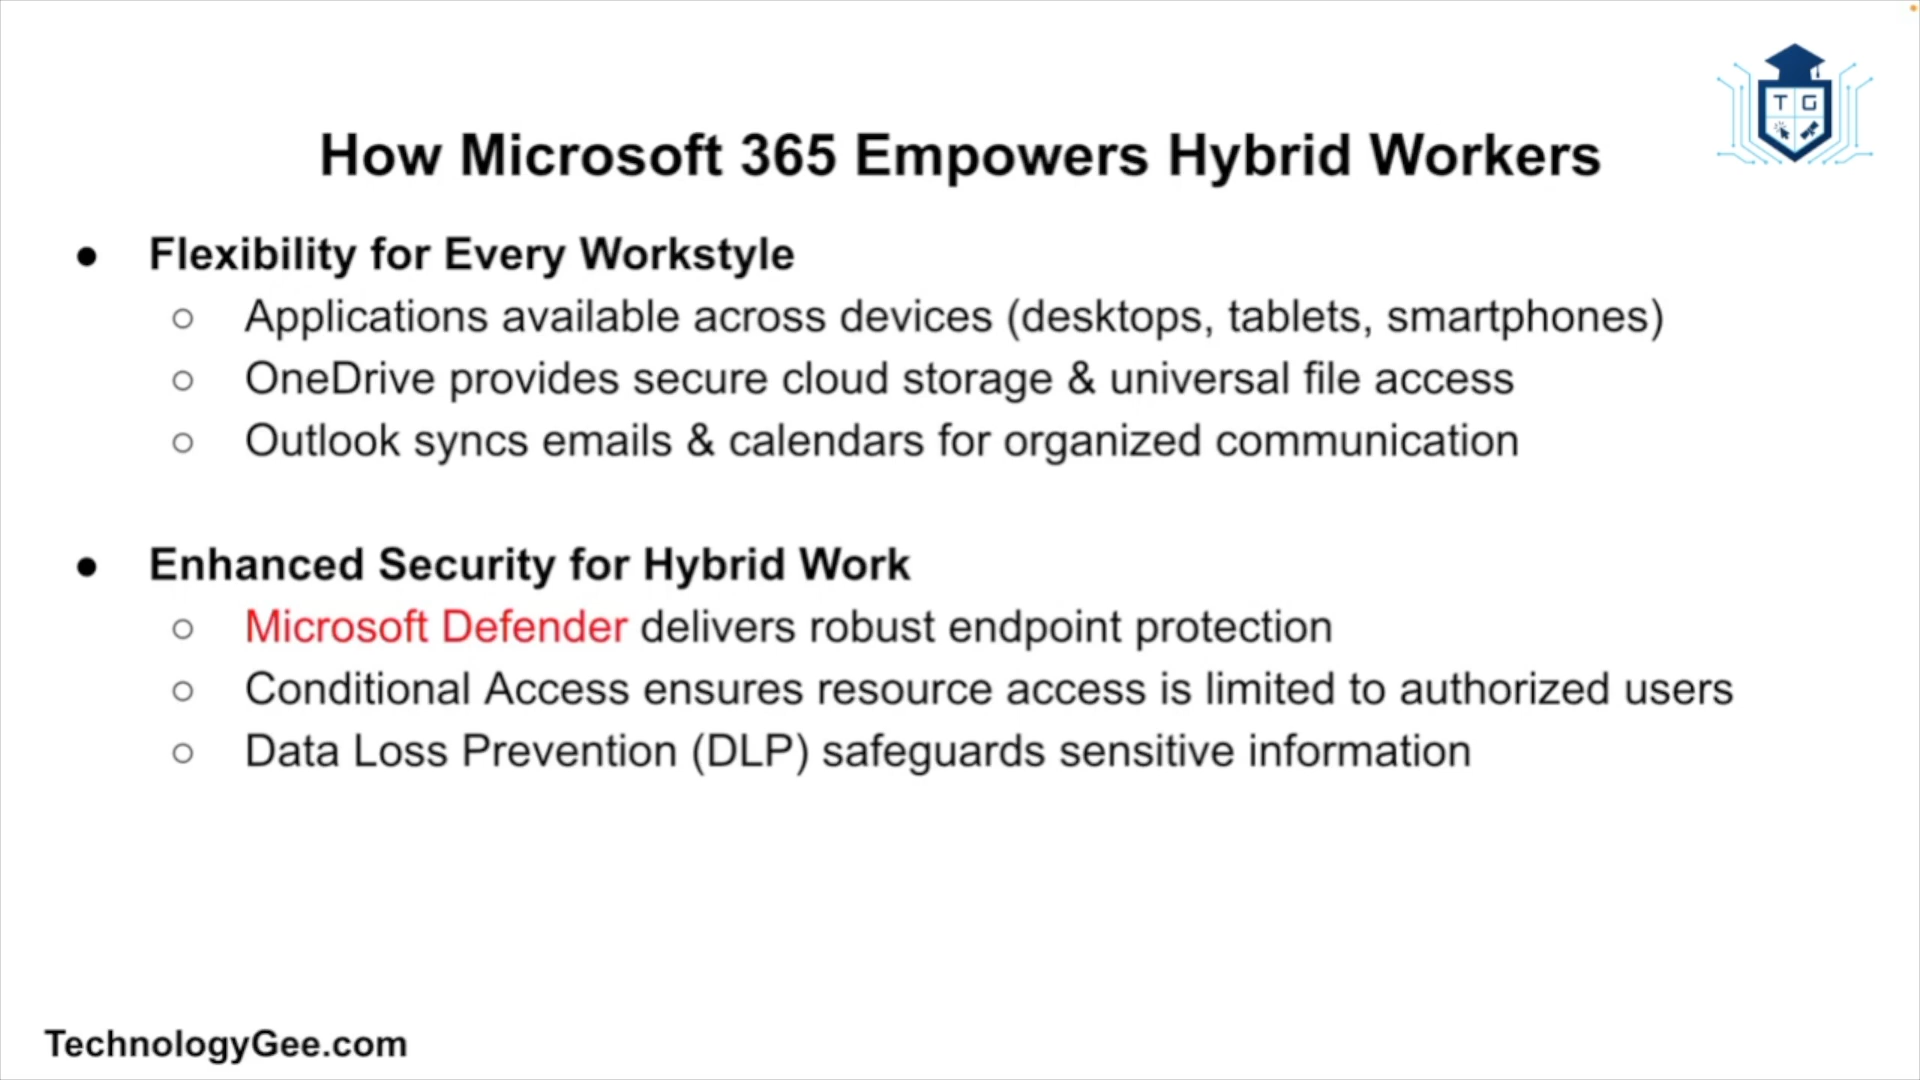 T G
How Microsoft 365 Empowers Hybrid Workers
● Flexibility for Every Workstyle
○ Applications available across devices (desktops, tablets, smartphones)
○ OneDrive provides secure cloud storage & universal file access
○ Outlook syncs emails & calendars for organized communication
● Enhanced Security for Hybrid Work
○ Microsoft Defender delivers robust endpoint protection
○ Conditional Access ensures resource access is limited to authorized users
○ Data Loss Prevention (DLP) safeguards sensitive information
TechnologyGee.com